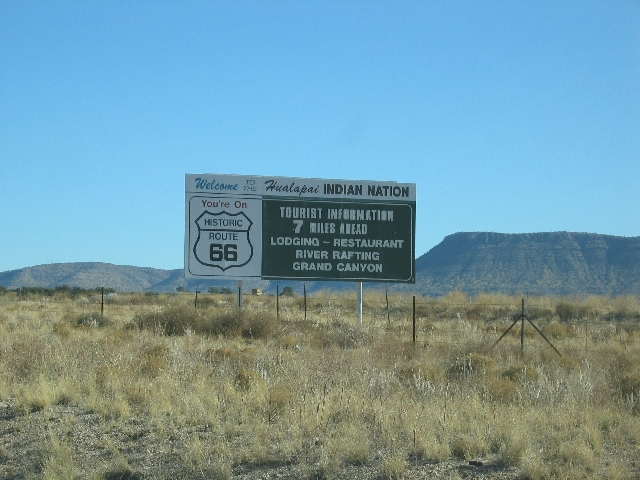 Welcome TO THE Hualapai INDIAN NATION
You're On
HISTORIC
ROUTE
66
TOURIST INFORMATION
7 MILES AHEAD
LODGING ~ RESTAURANT
RIVER RAFTING
GRAND CANYON